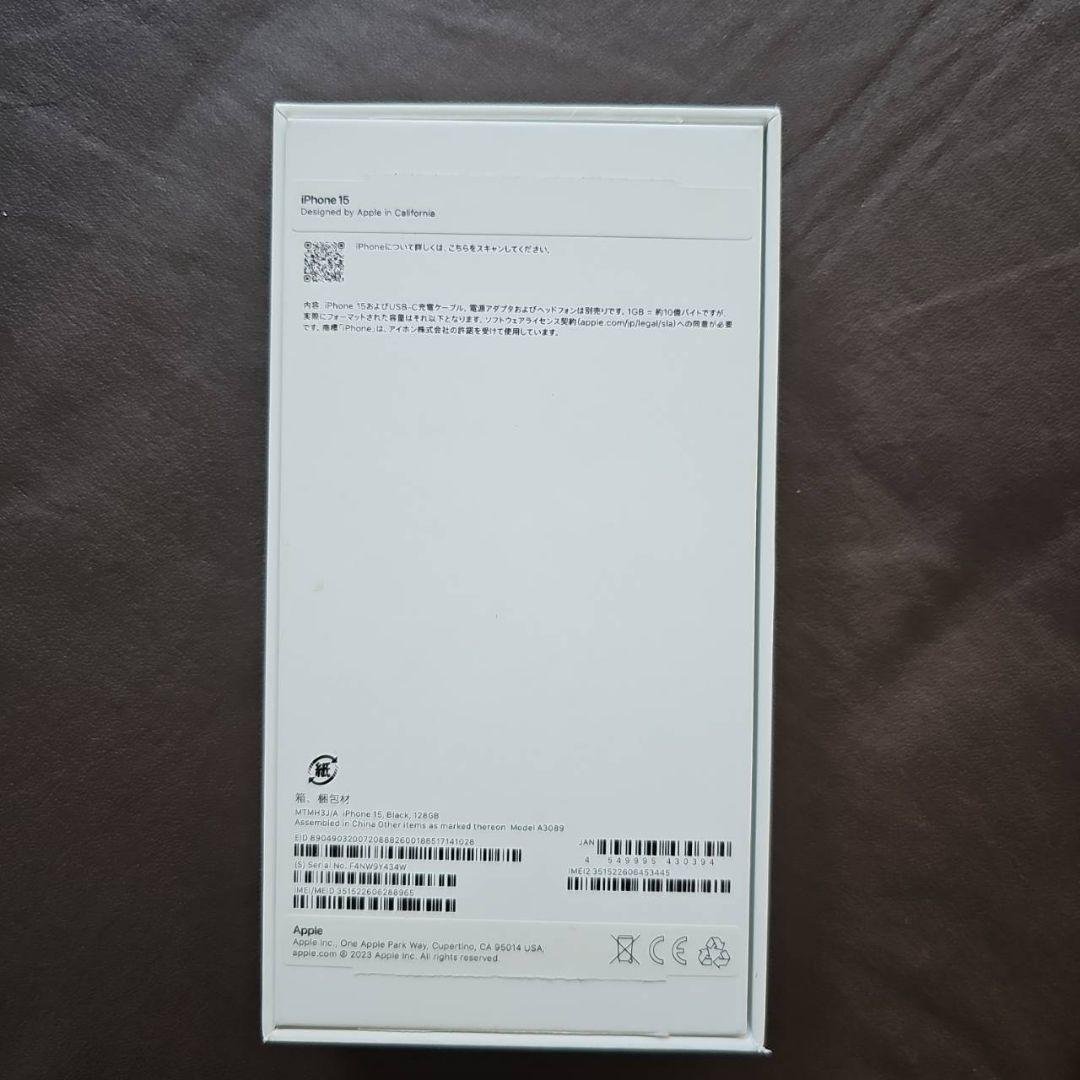 iPhone 15
Designed by Apple in California
iPhoneについて詳しくは、こちらをスキャンしてください。
内容：iPhone 15およびUSB-C充電ケーブル。電源アダプタおよびヘッドフォンは別売りです。1GB = 約10億バイトですが、
実際にフォーマットされた容量はそれ以下となります。ソフトウェアライセンス契約(apple.com/jp/legal/sla)への同意が必要
です。商標「iPhone」は、アイホン株式会社の許諾を受けて使用しています。
紙
箱、梱包材
MTMH3J/A iPhone 15, Black, 128GB
Assembled in China Other items as marked thereon Model A3089
EID 89049032007208882600186517141028
JAN
4 549995 430394
(S) Serial No. F4NW9Y434W
IMEI2 351522606453445
IMEI/MEID 351522606288965
Apple
Apple Inc., One Apple Park Way, Cupertino, CA 95014 USA.
apple.com © 2023 Apple Inc. All rights reserved.
CE